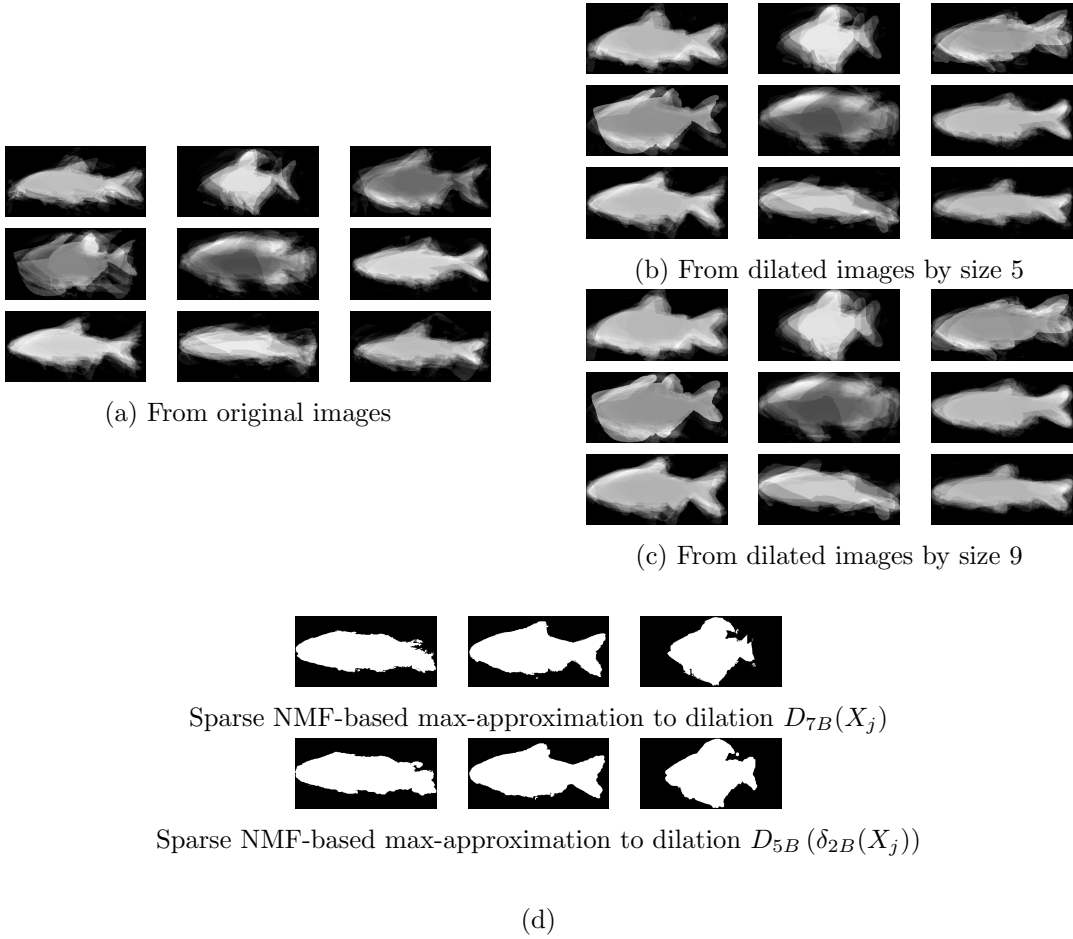 (b) From dilated images by size 5
(a) From original images
(c) From dilated images by size 9
Sparse NMF-based max-approximation to dilation $D_{7B}(X_j)$
Sparse NMF-based max-approximation to dilation $D_{5B}(\delta_{2B}(X_j))$
(d)